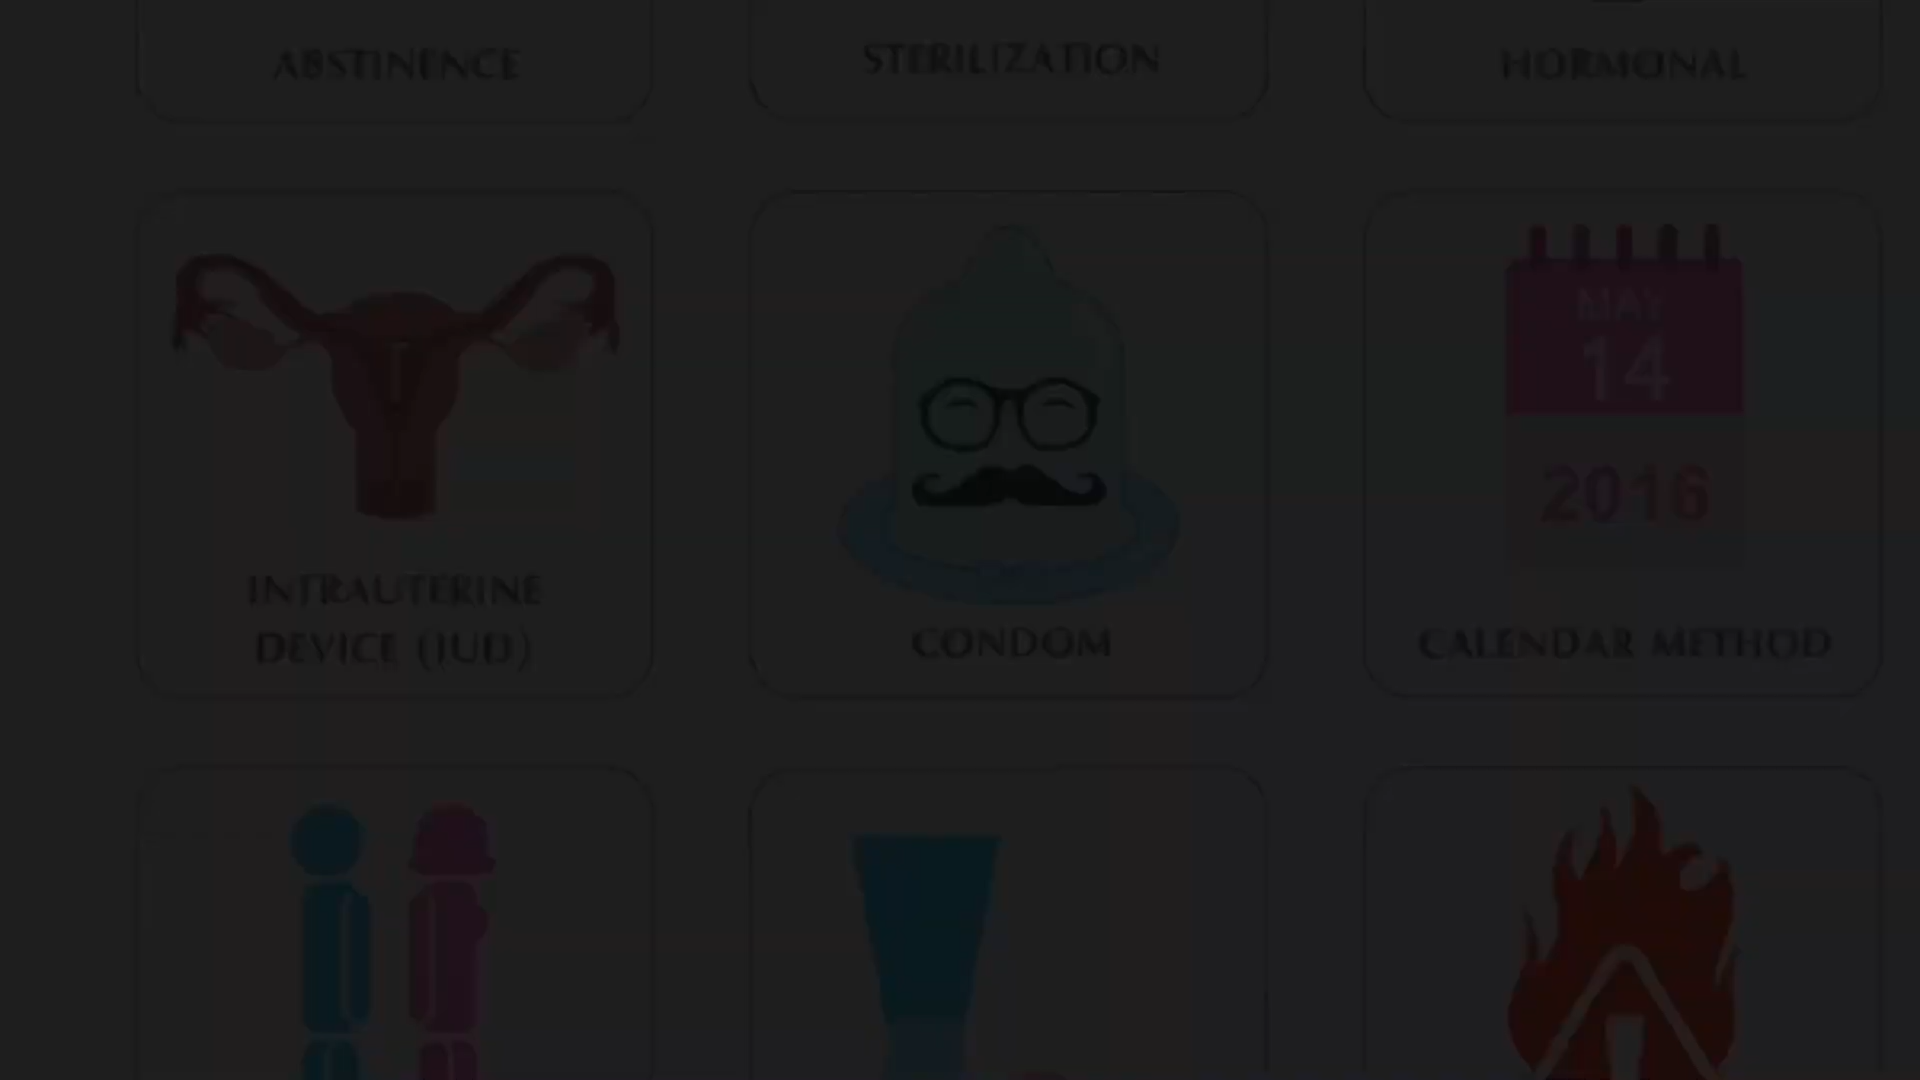 ABSTINENCE
STERILIZATION
HORMONAL
INTRAUTERINE
DEVICE (IUD)
CONDOM
MAY
14
2016
CALENDAR METHOD